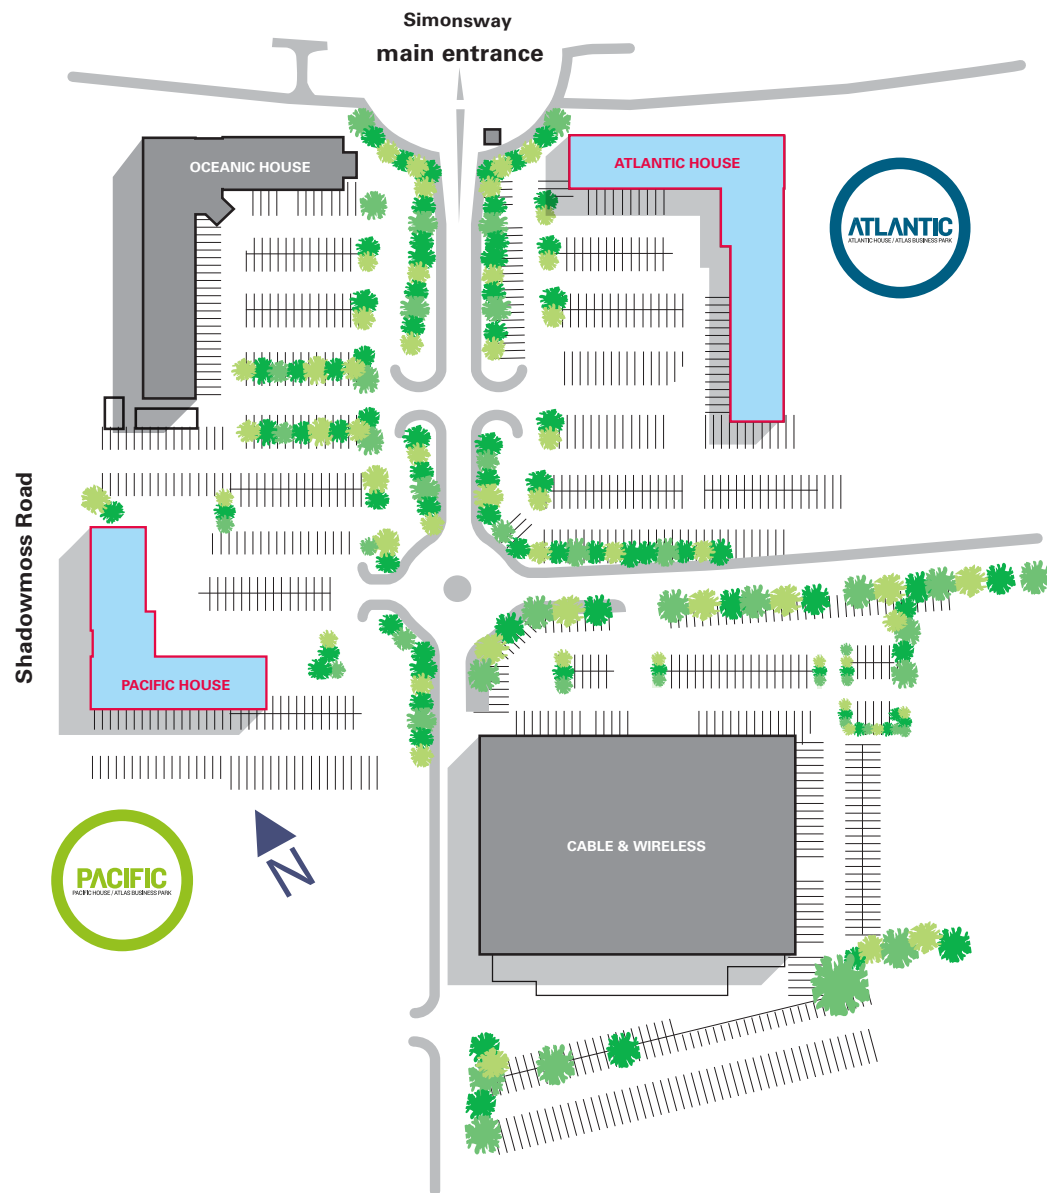 Simonsway
main entrance
OCEANIC HOUSE
ATLANTIC HOUSE
ATLANTIC
ATLANTIC HOUSE / ATLAS BUSINESS PARK
Shadowmoss Road
PACIFIC HOUSE
PACIFIC
PACIFIC HOUSE / ATLAS BUSINESS PARK
N
CABLE & WIRELESS